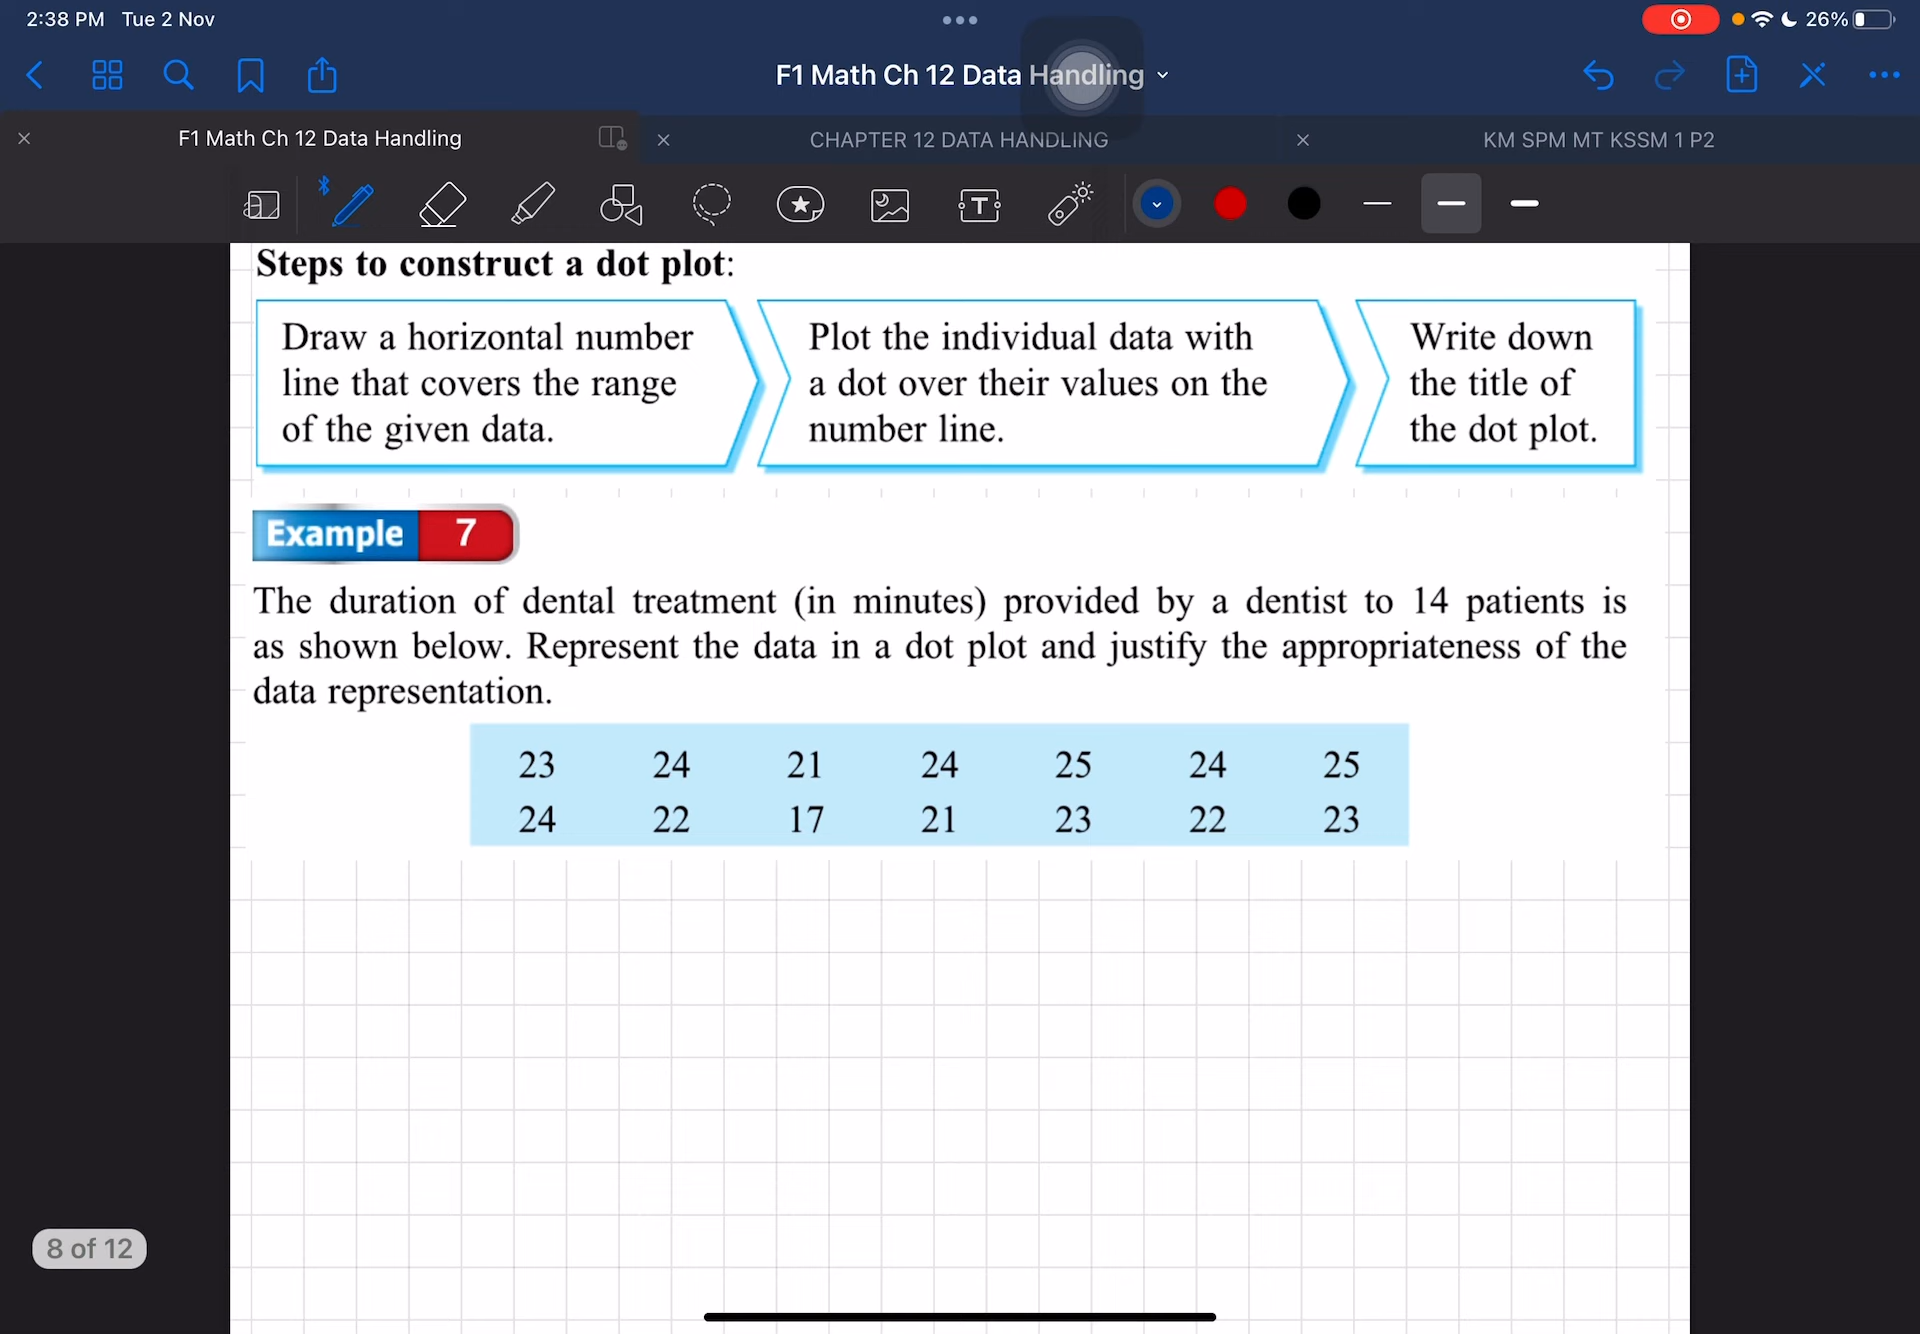 2:38 PM Tue 2 Nov
26%
F1 Math Ch 12 Data Handling
F1 Math Ch 12 Data Handling
CHAPTER 12 DATA HANDLING
KM SPM MT KSSM 1 P2
Steps to construct a dot plot:
Draw a horizontal number
line that covers the range
of the given data.
Plot the individual data with
a dot over their values on the
number line.
Write down
the title of
the dot plot.
Example 7
The duration of dental treatment (in minutes) provided by a dentist to 14 patients is
as shown below. Represent the data in a dot plot and justify the appropriateness of the
data representation.
23 24 21 24 25 24 25
24 22 17 21 23 22 23
8 of 12